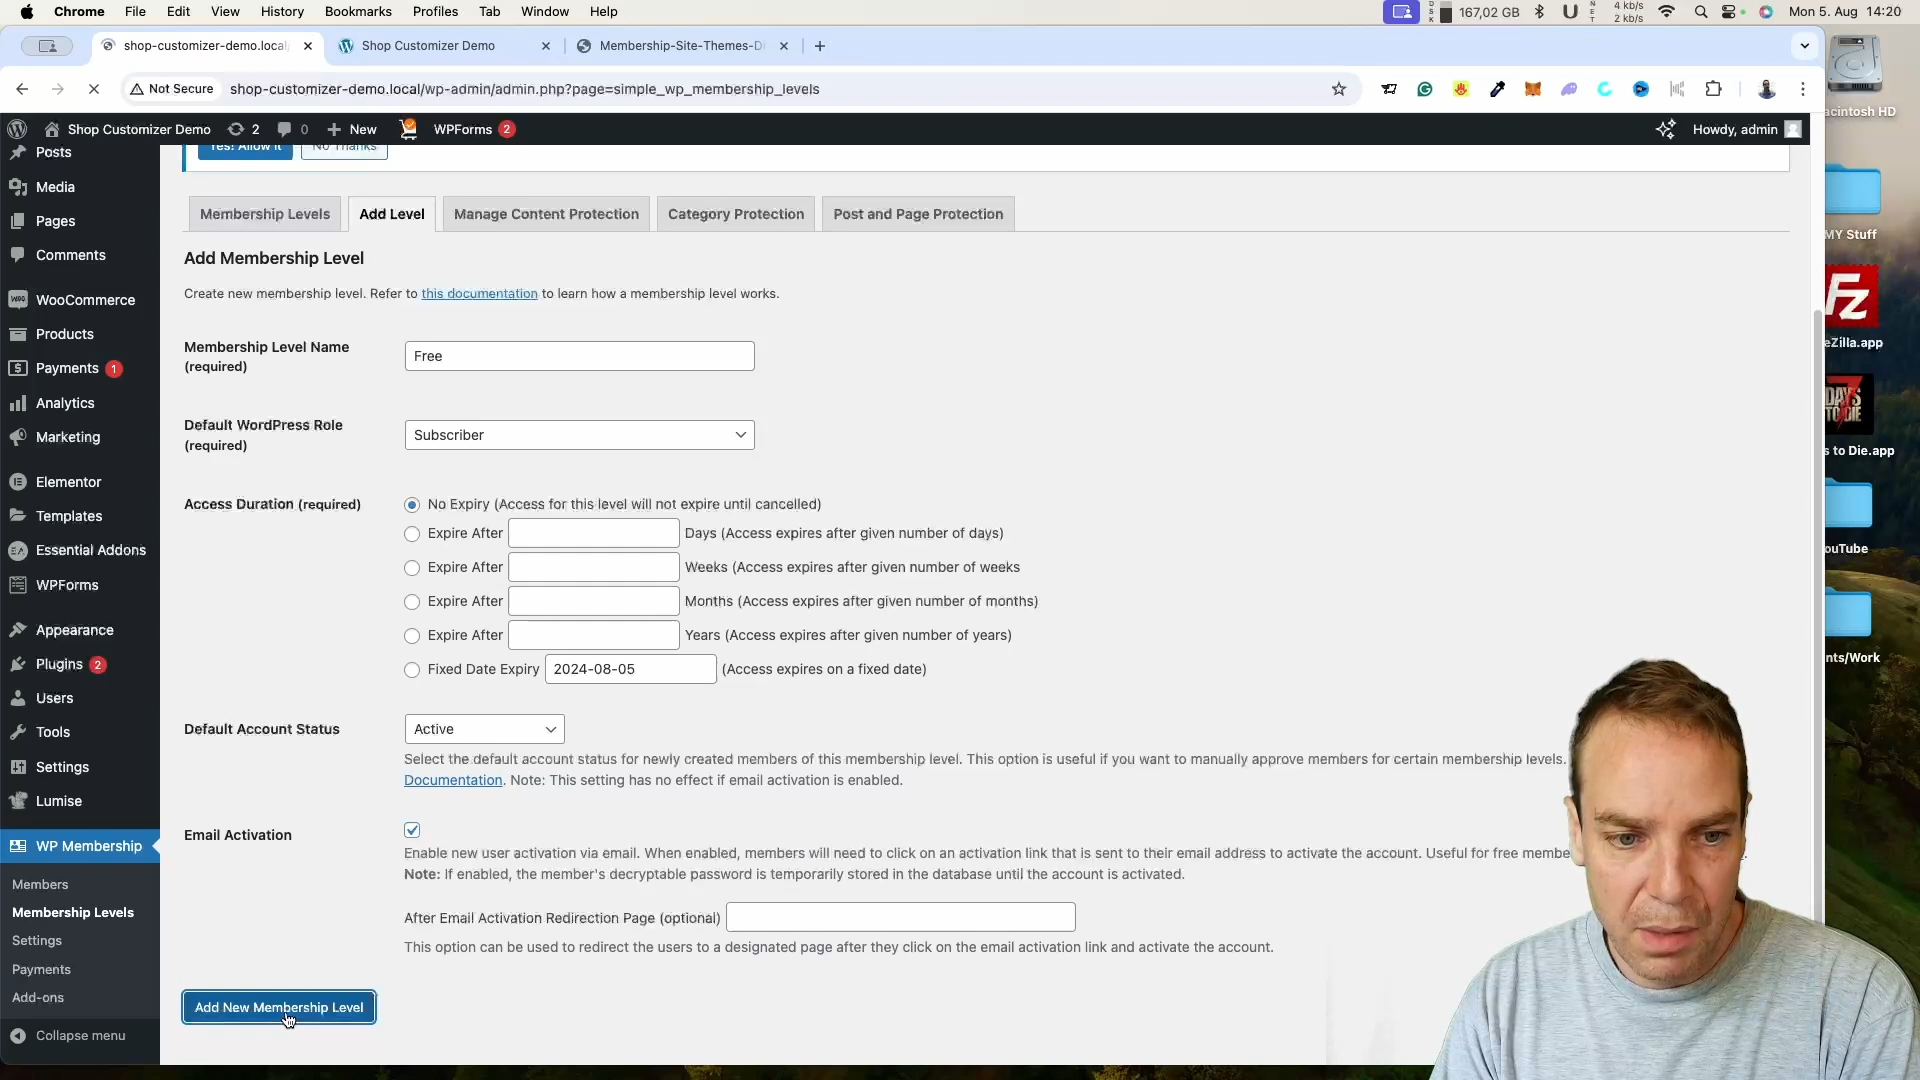 Chrome File Edit View History Bookmarks Profiles Tab Window Help
167,02 GB
4 kb/s
2 kb/s
Mon 5. Aug 14:20
shop-customizer-demo.local/
Shop Customizer Demo
Membership-Site-Themes-D
Not Secure
shop-customizer-demo.local/wp-admin/admin.php?page=simple_wp_membership_levels
Shop Customizer Demo 2 0 New WPForms 2
Howdy, admin
Posts
Media
Pages
Comments
WooCommerce
Products
Payments 1
Analytics
Marketing
Elementor
Templates
Essential Addons
WPForms
Appearance
Plugins 2
Users
Tools
Settings
Lumise
WP Membership
Members
Membership Levels
Settings
Payments
Add-ons
Collapse menu
Yes! Allow it
No Thanks
Membership Levels
Add Level
Manage Content Protection
Category Protection
Post and Page Protection
Add Membership Level
Create new membership level. Refer to this documentation to learn how a membership level works.
Membership Level Name
(required)
Free
Default WordPress Role
(required)
Subscriber
Access Duration (required)
No Expiry (Access for this level will not expire until cancelled)
Expire After Days (Access expires after given number of days)
Expire After Weeks (Access expires after given number of weeks
Expire After Months (Access expires after given number of months)
Expire After Years (Access expires after given number of years)
Fixed Date Expiry 2024-08-05 (Access expires on a fixed date)
Default Account Status
Active
Select the default account status for newly created members of this membership level. This option is useful if you want to manually approve members for certain membership levels.
Documentation. Note: This setting has no effect if email activation is enabled.
Email Activation
Enable new user activation via email. When enabled, members will need to click on an activation link that is sent to their email address to activate the account. Useful for free membe
Note: If enabled, the member's decryptable password is temporarily stored in the database until the account is activated.
After Email Activation Redirection Page (optional)
This option can be used to redirect the users to a designated page after they click on the email activation link and activate the account.
Add New Membership Level
acintosh HD
MY Stuff
Fz
eZilla.app
DAYS
TO DIE
s to Die.app
ouTube
nts/Work